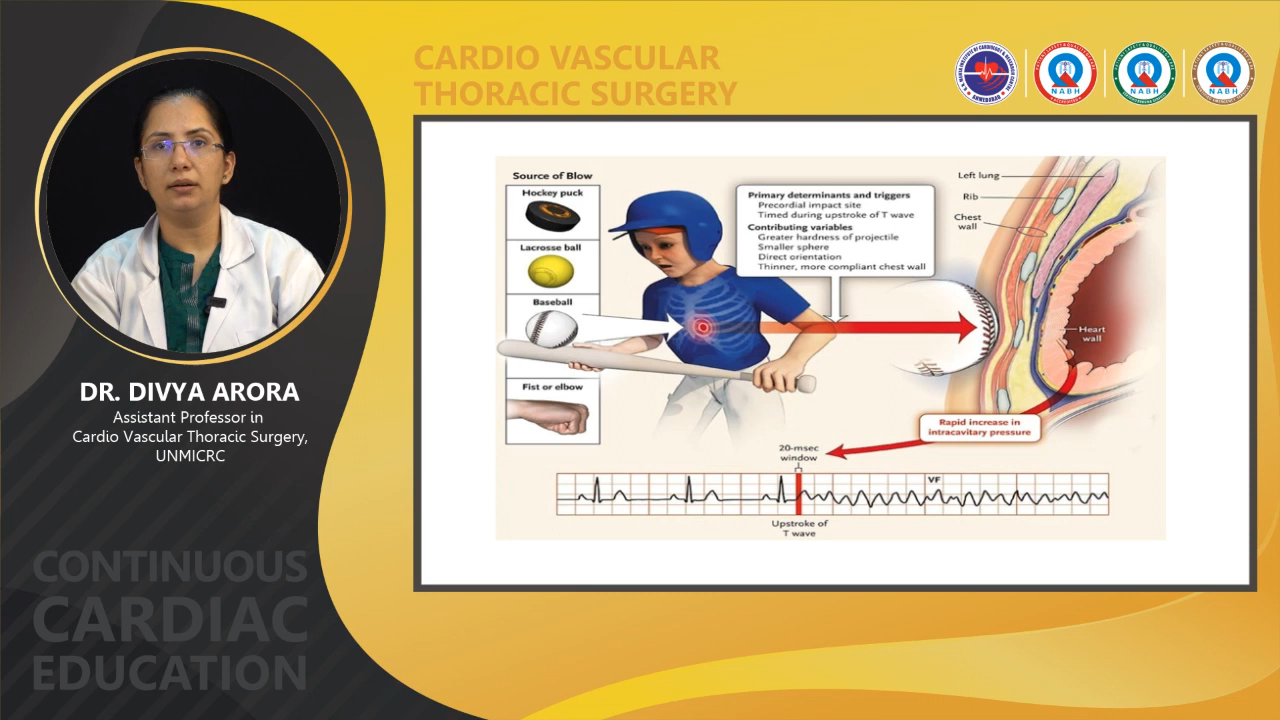 CARDIO VASCULAR
THORACIC SURGERY
NABH
NABH
NABH
AHMEDABAD
DR. DIVYA ARORA
Assistant Professor in
Cardio Vascular Thoracic Surgery,
UNMICRC
CONTINUOUS
CARDIAC
EDUCATION
Source of Blow
Hockey puck
Lacrosse ball
Baseball
Fist or elbow
Primary determinants and triggers
Precordial impact site
Timed during upstroke of T wave
Contributing variables
Greater hardness of projectile
Smaller sphere
Direct orientation
Thinner, more compliant chest wall
Left lung
Rib
Chest
wall
Heart
wall
Rapid increase in
intracavitary pressure
20-msec
window
VF
Upstroke of
T wave